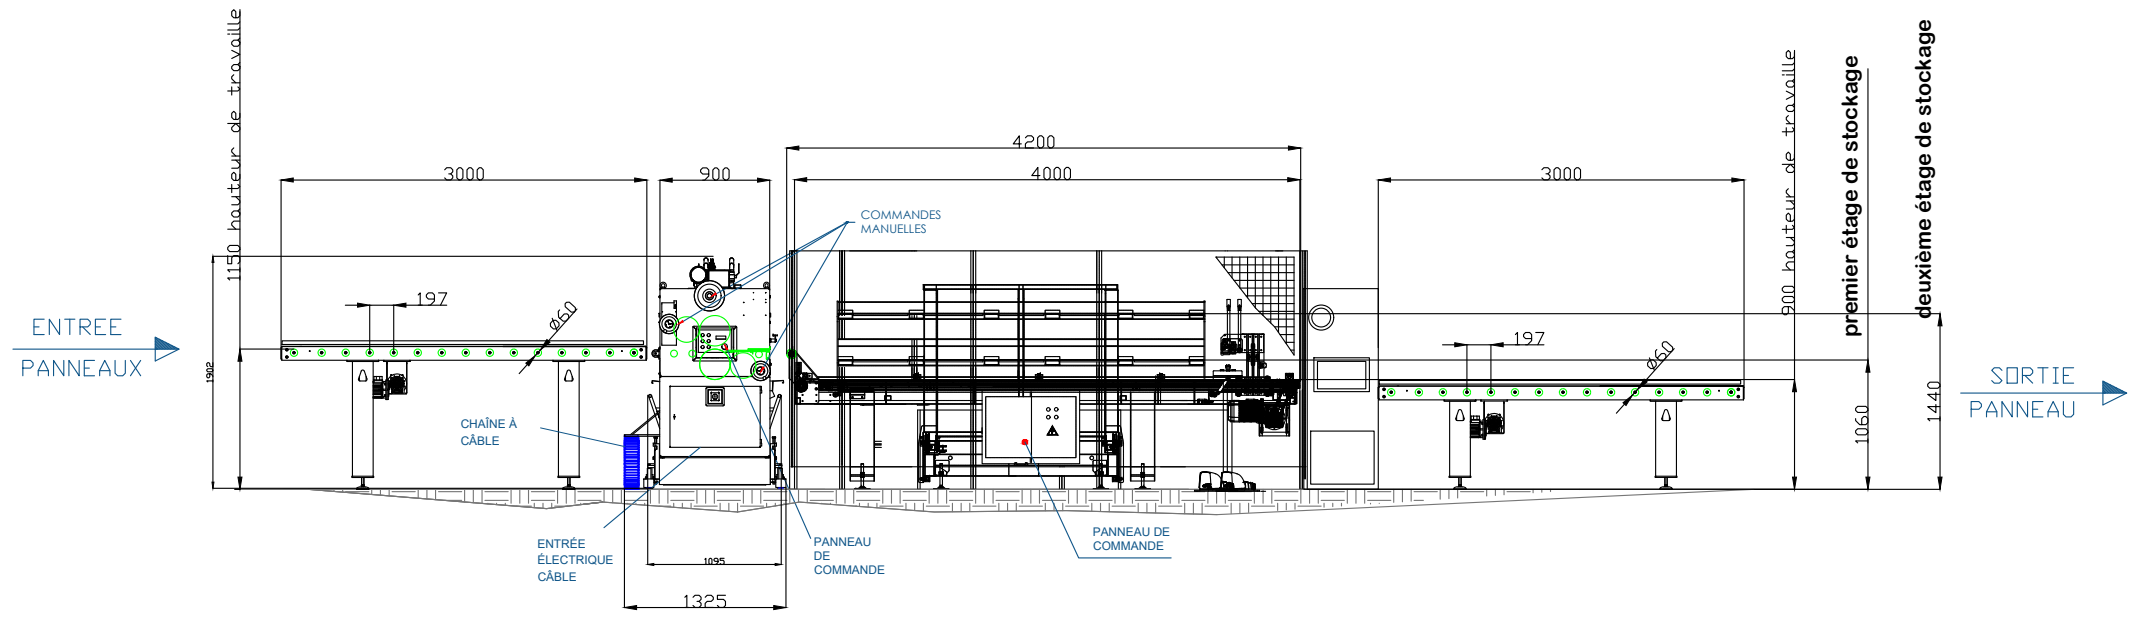 ENTREE
PANNEAUX
1150 hauteur de travaille
1902
3000
197
Ø60
900
COMMANDES
MANUELLES
4200
4000
3000
197
Ø60
900 hauteur de travaille
premier étage de stockage
1060
deuxième étage de stockage
1440
SORTIE
PANNEAU
CHAÎNE À
CÂBLE
ENTRÉE
ÉLECTRIQUE
CÂBLE
1095
1325
PANNEAU
DE
COMMANDE
PANNEAU DE
COMMANDE